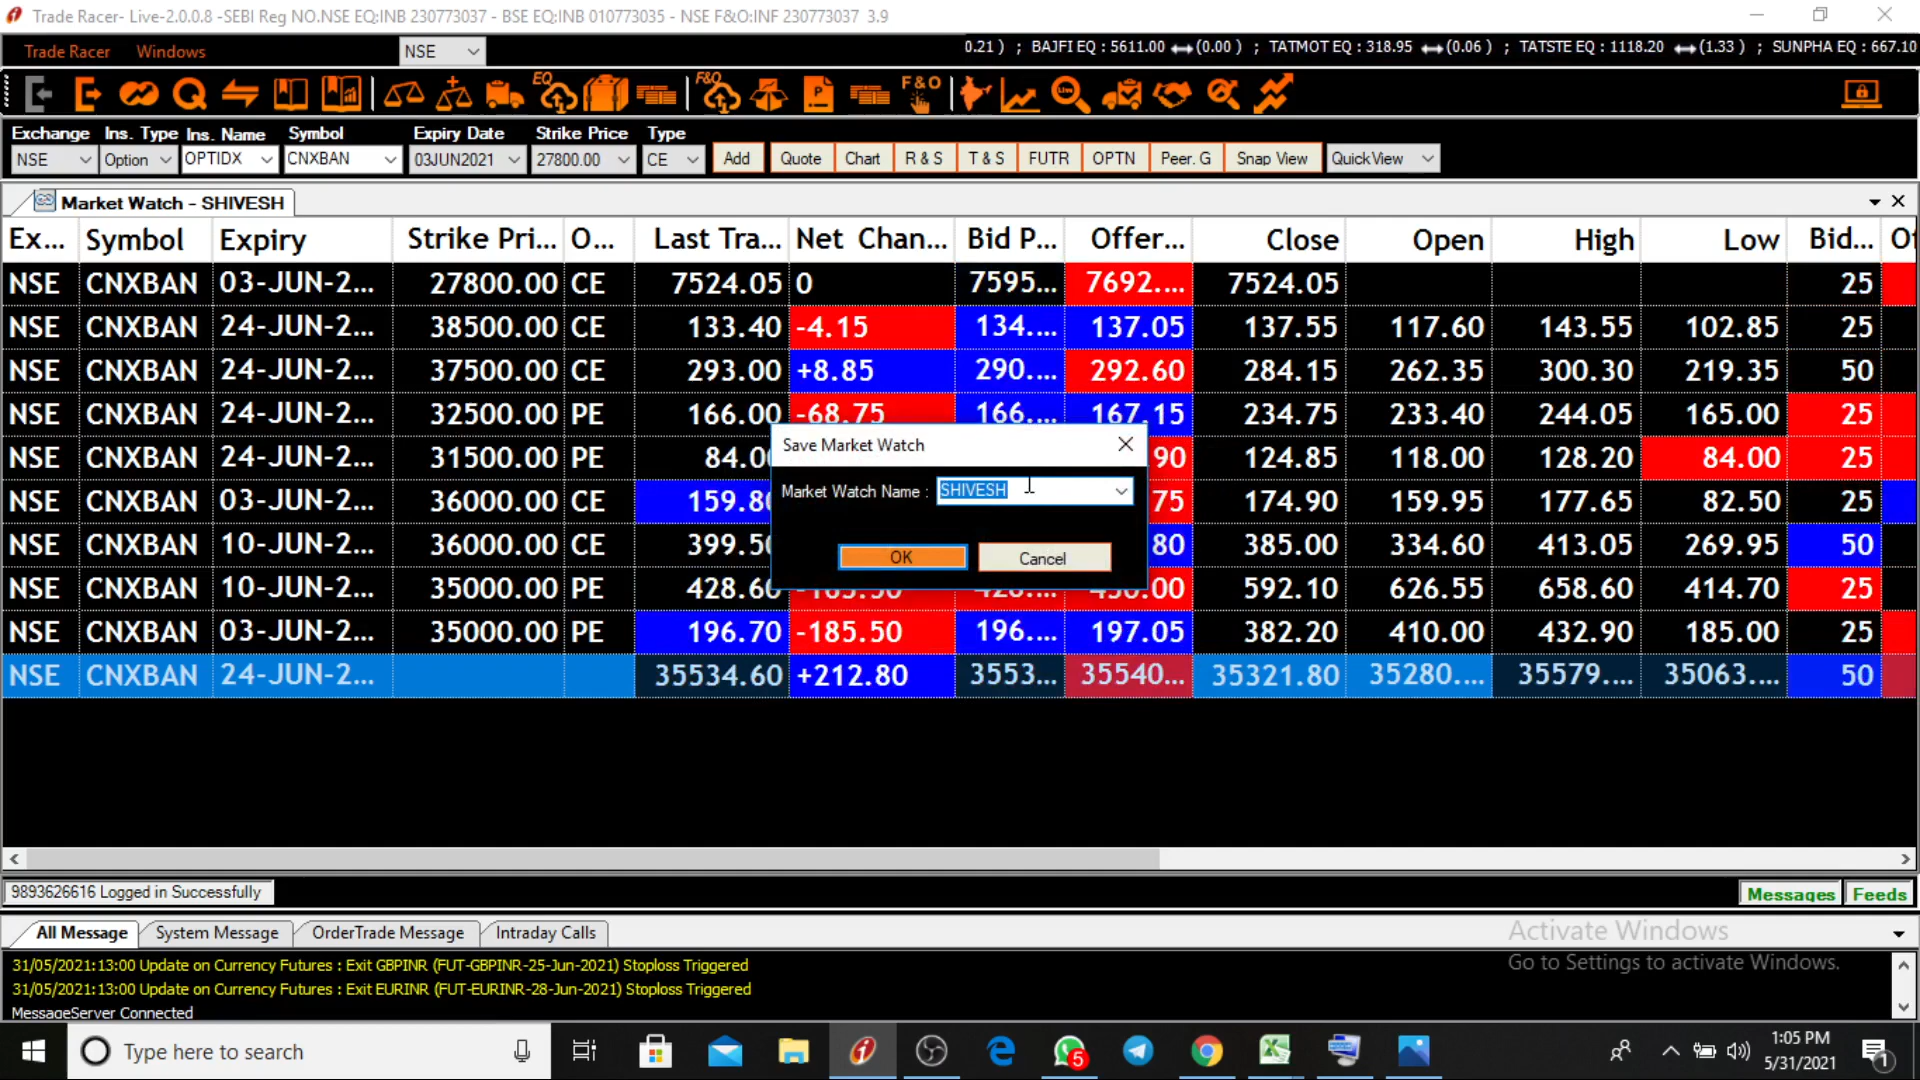 Trade Racer- Live-2.0.0.8 -SEBI Reg NO.NSE EQ:INB 230773037 - BSE EQ:INB 010773035 - NSE F&O:INF 230773037 3.9
Trade Racer Windows NSE 0.21 ) ; BAJFI EQ : 5611.00 (0.00 ) ; TATMOT EQ : 318.95 (0.06 ) ; TATSTE EQ : 1118.20 (1.33 ) ; SUNPHA EQ : 667.10
EQ F&O F&O
Exchange Ins. Type Ins. Name Symbol Expiry Date Strike Price Type
NSE Option OPTIDX CNXBAN 03JUN2021 27800.00 CE Add Quote Chart R & S T & S FUTR OPTN Peer. G Snap View QuickView
Market Watch - SHIVESH
Ex... Symbol Expiry Strike Pri... O... Last Tra... Net Chan... Bid P... Offer... Close Open High Low Bid...
NSE CNXBAN 03-JUN-2... 27800.00 CE 7524.05 0 7595... 7692.... 7524.05 25
NSE CNXBAN 24-JUN-2... 38500.00 CE 133.40 -4.15 134.... 137.05 137.55 117.60 143.55 102.85 25
NSE CNXBAN 24-JUN-2... 37500.00 CE 293.00 +8.85 290.... 292.60 284.15 262.35 300.30 219.35 50
NSE CNXBAN 24-JUN-2... 32500.00 PE 166.00 -68.75 166.... 167.15 234.75 233.40 244.05 165.00 25
NSE CNXBAN 24-JUN-2... 31500.00 PE 84.0 90 124.85 118.00 128.20 84.00 25
NSE CNXBAN 03-JUN-2... 36000.00 CE 159.80 75 174.90 159.95 177.65 82.50 25
NSE CNXBAN 10-JUN-2... 36000.00 CE 399.50 80 385.00 334.60 413.05 269.95 50
NSE CNXBAN 10-JUN-2... 35000.00 PE 428.60 592.10 626.55 658.60 414.70 25
NSE CNXBAN 03-JUN-2... 35000.00 PE 196.70 -185.50 196.... 197.05 382.20 410.00 432.90 185.00 25
NSE CNXBAN 24-JUN-2... 35534.60 +212.80 3553... 35540... 35321.80 35280.... 35579.... 35063.... 50
Save Market Watch
Market Watch Name : SHIVESH
OK Cancel
9893626616 Logged in Successfully Messages Feeds
All Message System Message OrderTrade Message Intraday Calls
31/05/2021:13:00 Update on Currency Futures : Exit GBPINR (FUT-GBPINR-25-Jun-2021) Stoploss Triggered
31/05/2021:13:00 Update on Currency Futures : Exit EURINR (FUT-EURINR-28-Jun-2021) Stoploss Triggered
MessageServer Connected
Activate Windows
Go to Settings to activate Windows.
Type here to search 5 1:05 PM
5/31/2021 1